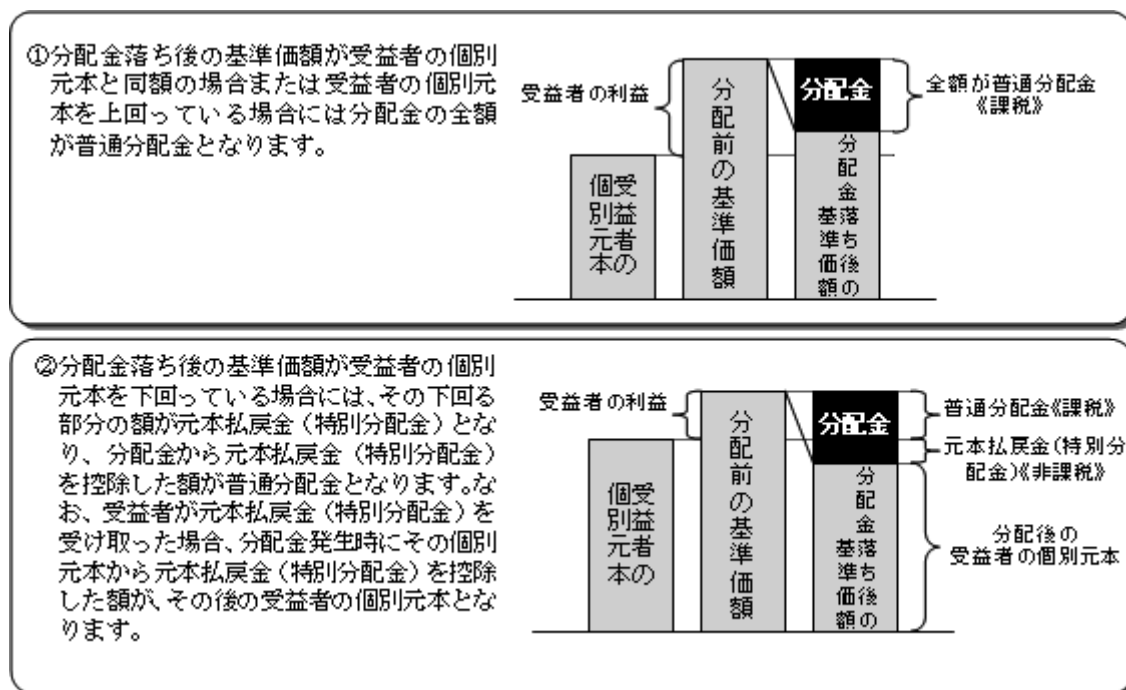 ①分配金落ち後の基準価額が受益者の個別
元本と同額の場合または受益者の個別元
本を上回っている場合には分配金の全額
が普通分配金となります。
受益者の利益
受益者の
個別元本
分配前の基準価額
分配金
分配金落ち後の
基準価額
全額が普通分配金
《課税》
②分配金落ち後の基準価額が受益者の個別
元本を下回っている場合には、その下回る
部分の額が元本払戻金（特別分配金）とな
り、分配金から元本払戻金（特別分配金）
を控除した額が普通分配金となります。な
お、受益者が元本払戻金（特別分配金）を
受け取った場合、分配金発生時にその個別
元本から元本払戻金（特別分配金）を控除
した額が、その後の受益者の個別元本とな
ります。
受益者の利益
受益者の
個別元本
分配前の基準価額
分配金
分配金落ち後の
基準価額
普通分配金《課税》
元本払戻金(特別分
配金)《非課税》
分配後の
受益者の個別元本